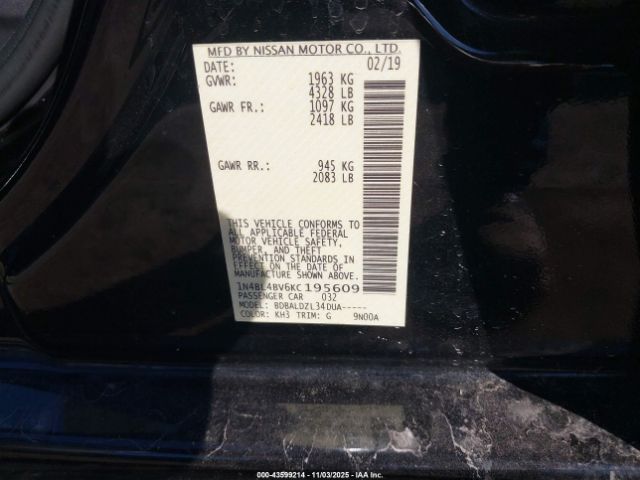 MFD BY NISSAN MOTOR CO., LTD.
DATE: 02/19
GVWR: 1963 KG
4328 LB
GAWR FR.: 1097 KG
2418 LB
GAWR RR.: 945 KG
2083 LB
THIS VEHICLE CONFORMS TO
ALL APPLICABLE FEDERAL
MOTOR VEHICLE SAFETY,
BUMPER, AND THEFT
PREVENTION STANDARDS IN
EFFECT ON THE DATE OF
MANUFACTURE SHOWN ABOVE.
1N4BL4BV6KC 195609
PASSENGER CAR 032
MODEL: BDBALDZL34DUA-----
COLOR: KH3 TRIM: G 9N00A
000-43599214 - 11/03/2025 - IAA Inc.